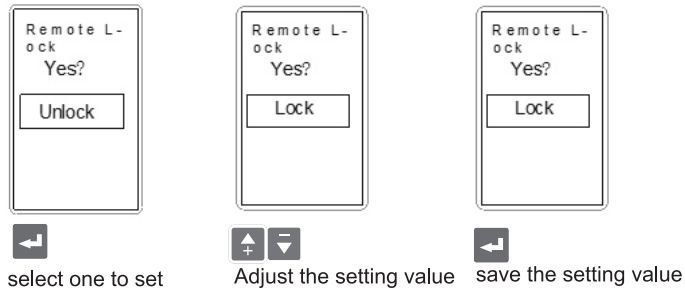 Remote L-
ock
Yes?
Unlock
select one to set
Remote L-
ock
Yes?
Lock
Adjust the setting value
Remote L-
ock
Yes?
Lock
save the setting value